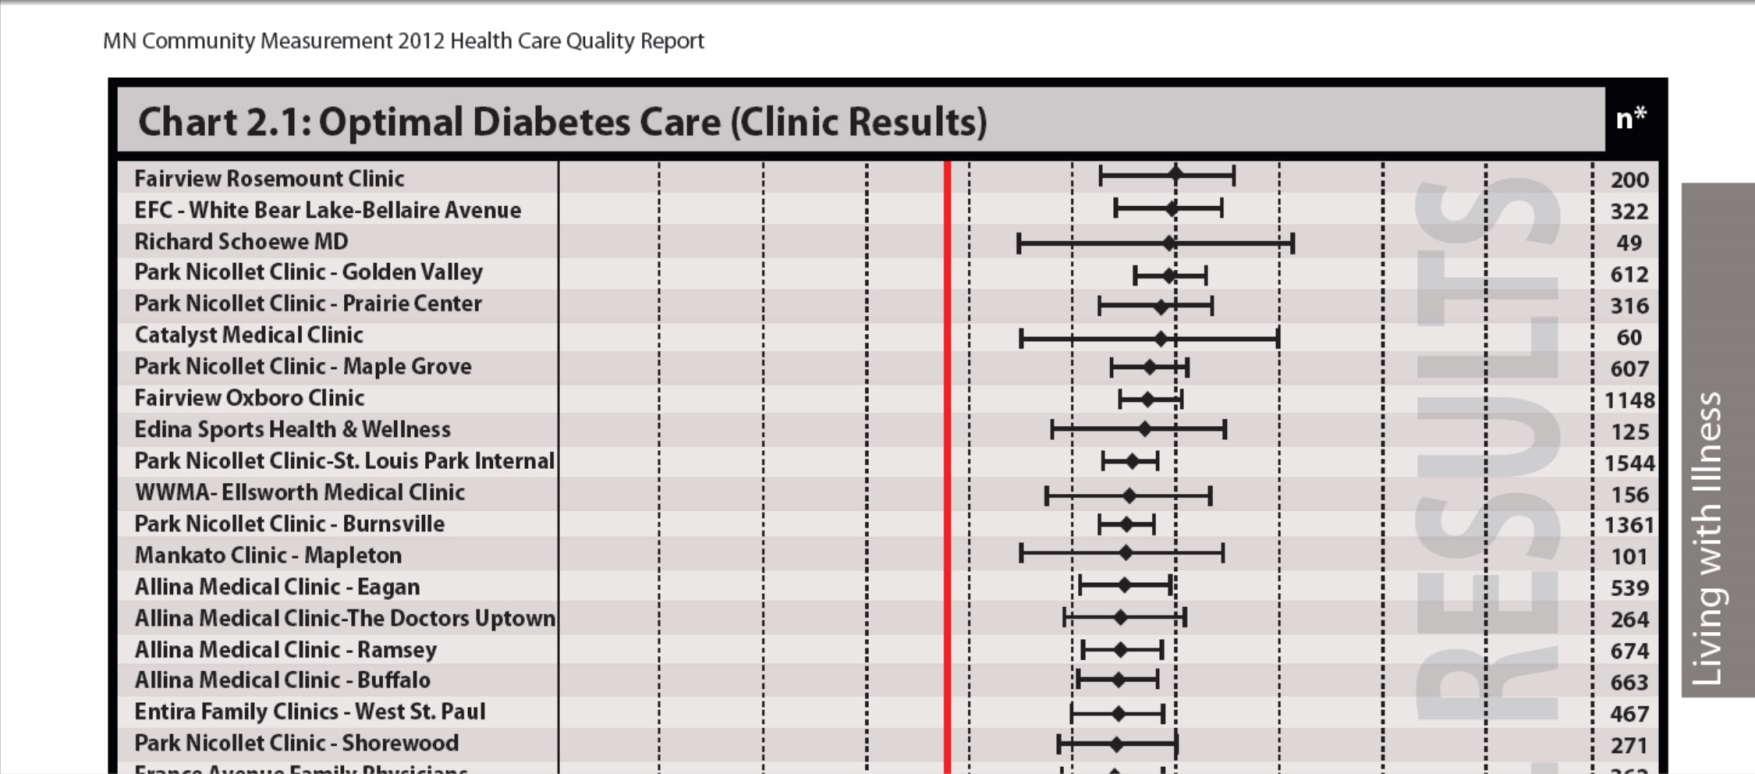 MN Community Measurement 2012 Health Care Quality Report
Chart 2.1: Optimal Diabetes Care (Clinic Results) n*
Fairview Rosemount Clinic 200
EFC - White Bear Lake-Bellaire Avenue 322
Richard Schoewe MD 49
Park Nicollet Clinic - Golden Valley 612
Park Nicollet Clinic - Prairie Center 316
Catalyst Medical Clinic 60
Park Nicollet Clinic - Maple Grove 607
Fairview Oxboro Clinic 1148
Edina Sports Health & Wellness 125
Park Nicollet Clinic-St. Louis Park Internal 1544
WWMA- Ellsworth Medical Clinic 156
Park Nicollet Clinic - Burnsville 1361
Mankato Clinic - Mapleton 101
Allina Medical Clinic - Eagan 539
Allina Medical Clinic-The Doctors Uptown 264
Allina Medical Clinic - Ramsey 674
Allina Medical Clinic - Buffalo 663
Entira Family Clinics - West St. Paul 467
Park Nicollet Clinic - Shorewood 271
France Avenue Family Physicians 362
RESULTS
Living with Illness